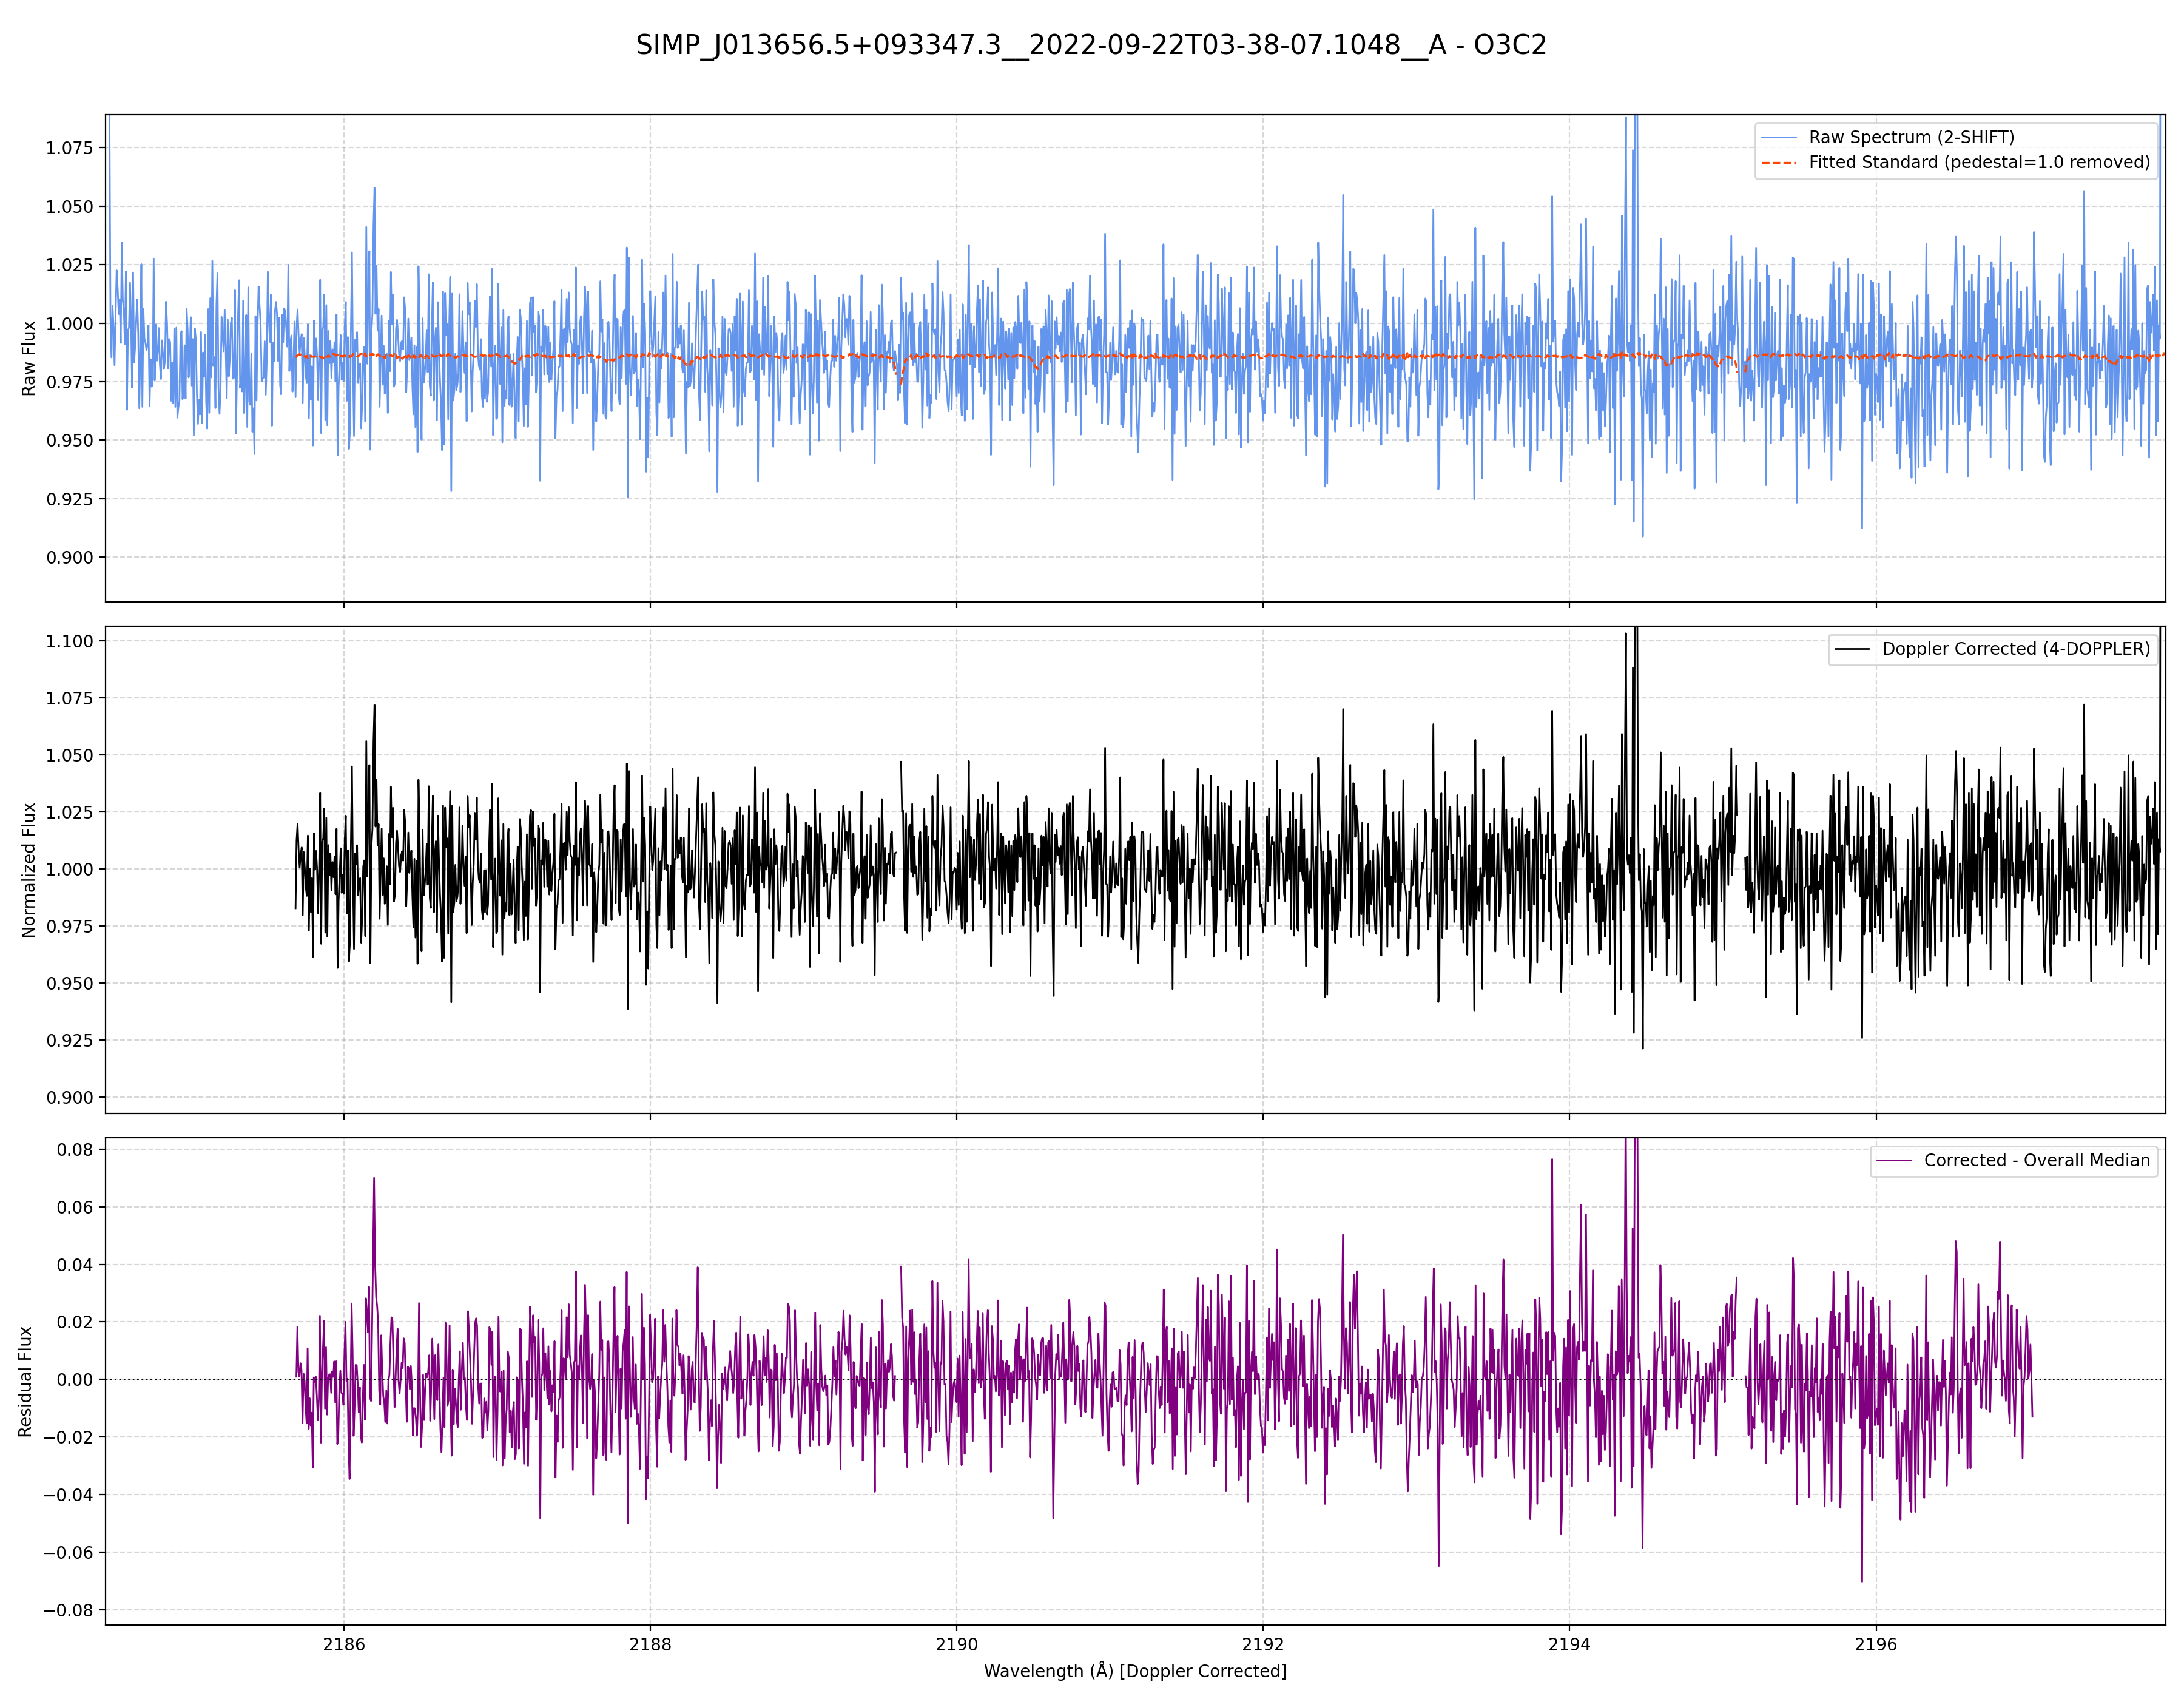 SIMP_J013656.5+093347.3__2022-09-22T03-38-07.1048__A - O3C2
Raw Flux
1.075
1.050
1.025
1.000
0.975
0.950
0.925
0.900
Raw Spectrum (2-SHIFT)
Fitted Standard (pedestal=1.0 removed)
Normalized Flux
1.100
1.075
1.050
1.025
1.000
0.975
0.950
0.925
0.900
Doppler Corrected (4-DOPPLER)
Residual Flux
0.08
0.06
0.04
0.02
0.00
−0.02
−0.04
−0.06
−0.08
Corrected - Overall Median
2186 2188 2190 2192 2194 2196
Wavelength (Å) [Doppler Corrected]